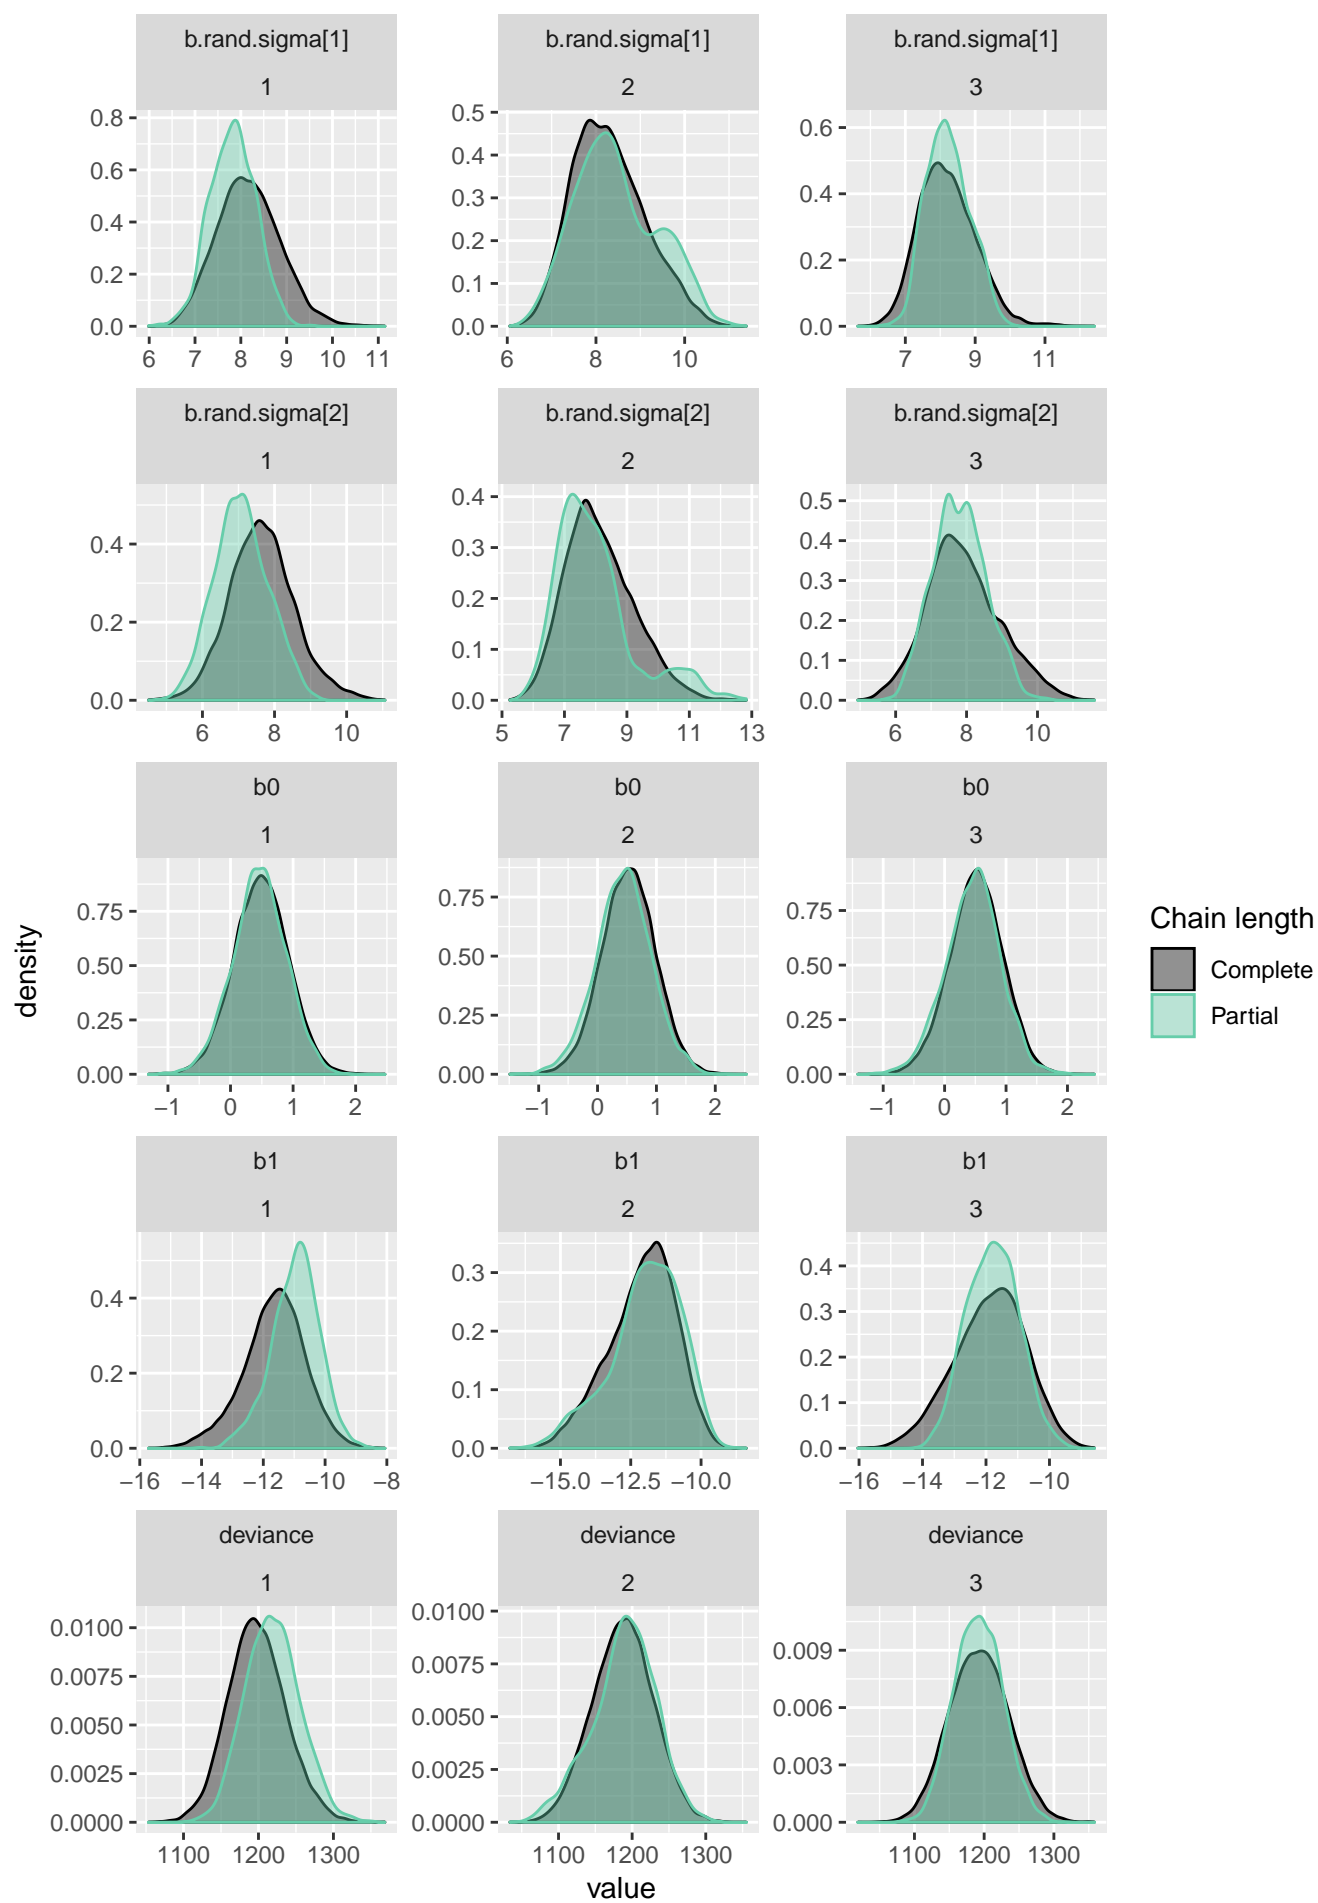 b.rand.sigma[1] b.rand.sigma[1] b.rand.sigma[1]
1 2 3
0.8 0.6 0.4 0.2 0.0
0.5 0.4 0.3 0.2 0.1 0.0
0.6 0.4 0.2 0.0
6 7 8 9 10 11 6 8 10 7 9 11
b.rand.sigma[2] b.rand.sigma[2] b.rand.sigma[2]
1 2 3
0.4 0.2 0.0
0.4 0.3 0.2 0.1 0.0
0.5 0.4 0.3 0.2 0.1 0.0
6 8 10 5 7 9 11 13 6 8 10
b0 b0 b0
1 2 3
0.75 0.50 0.25 0.00
0.75 0.50 0.25 0.00
0.75 0.50 0.25 0.00
−1 0 1 2 −1 0 1 2 −1 0 1 2
b1 b1 b1
1 2 3
0.4 0.2 0.0
0.3 0.2 0.1 0.0
0.4 0.3 0.2 0.1 0.0
−16 −14 −12 −10 −8 −15.0 −12.5 −10.0 −16 −14 −12 −10
deviance deviance deviance
1 2 3
0.0100 0.0075 0.0050 0.0025 0.0000
0.0100 0.0075 0.0050 0.0025 0.0000
0.009 0.006 0.003 0.000
1100 1200 1300 1100 1200 1300 1100 1200 1300
value
density
Chain length
Complete
Partial